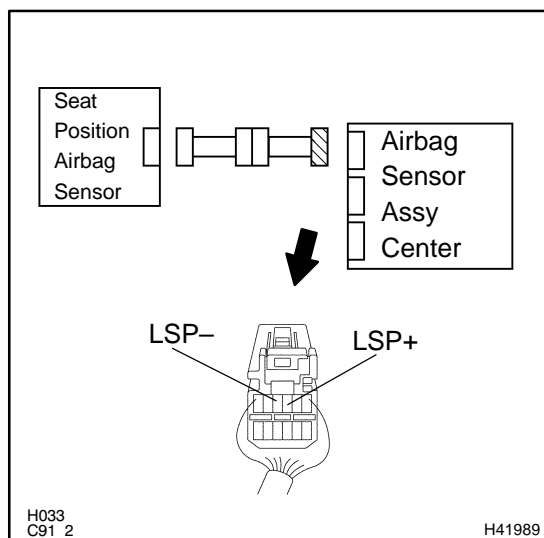 Seat
Position
Airbag
Sensor
Airbag
Sensor
Assy
Center
LSP–
LSP+
H033
C91 2
H41989